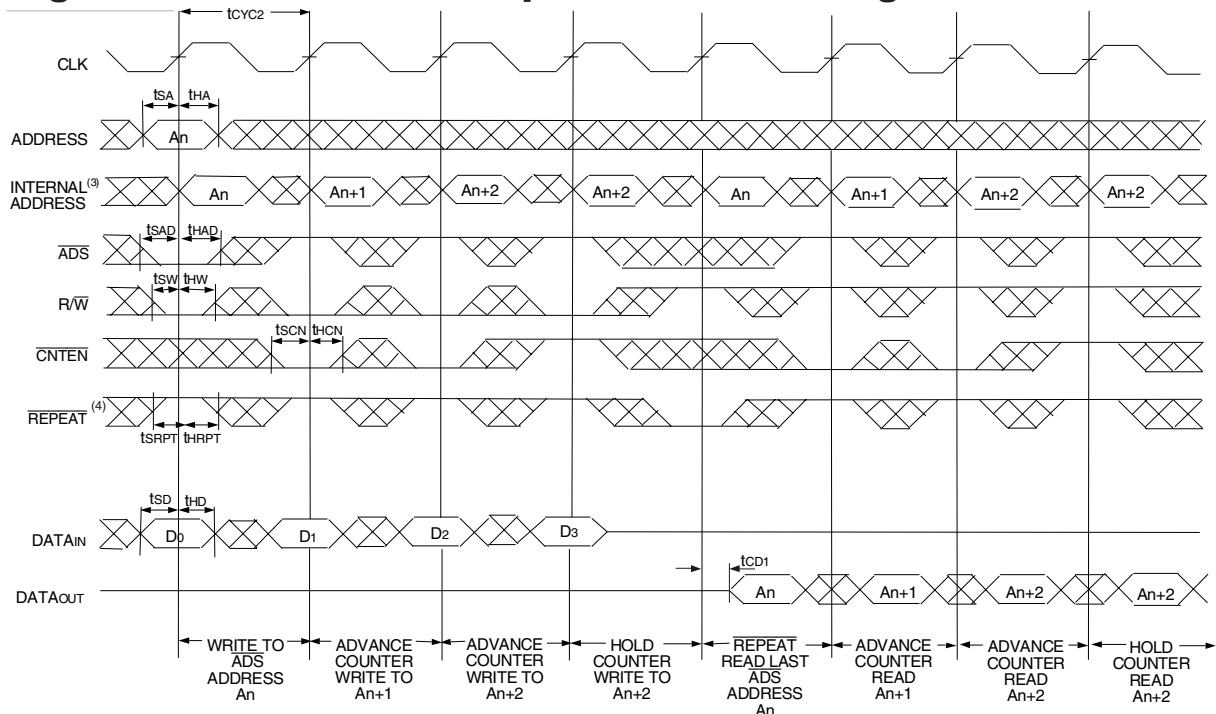 tCYC2
CLK
tSA tHA
ADDRESS An
INTERNAL(3)
ADDRESS
An An+1 An+2 An+2 An An+1 An+2 An+2
tSAD tHAD
ADS
tSW tHW
R/W
tSCN tHCN
CNTEN
REPEAT (4)
tSRPT tHRPT
tSD tHD
DATAIN D0 D1 D2 D3
tCD1
DATAOUT An An+1 An+2 An+2
WRITE TO
ADS
ADDRESS
An
ADVANCE
COUNTER
WRITE TO
An+1
ADVANCE
COUNTER
WRITE TO
An+2
HOLD
COUNTER
WRITE TO
An+2
REPEAT
READ LAST
ADS
ADDRESS
An
ADVANCE
COUNTER
READ
An+1
ADVANCE
COUNTER
READ
An+2
HOLD
COUNTER
READ
An+2